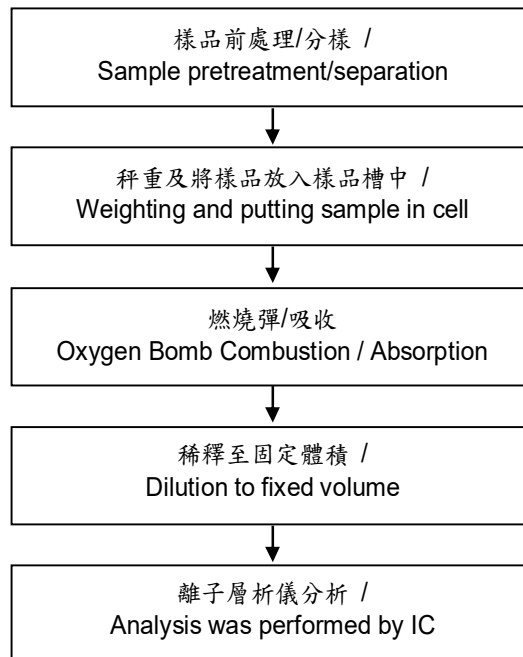 樣品前處理/分樣 /
Sample pretreatment/separation
秤重及將樣品放入樣品槽中 /
Weighting and putting sample in cell
燃燒彈/吸收
Oxygen Bomb Combustion / Absorption
稀釋至固定體積 /
Dilution to fixed volume
離子層析儀分析 /
Analysis was performed by IC